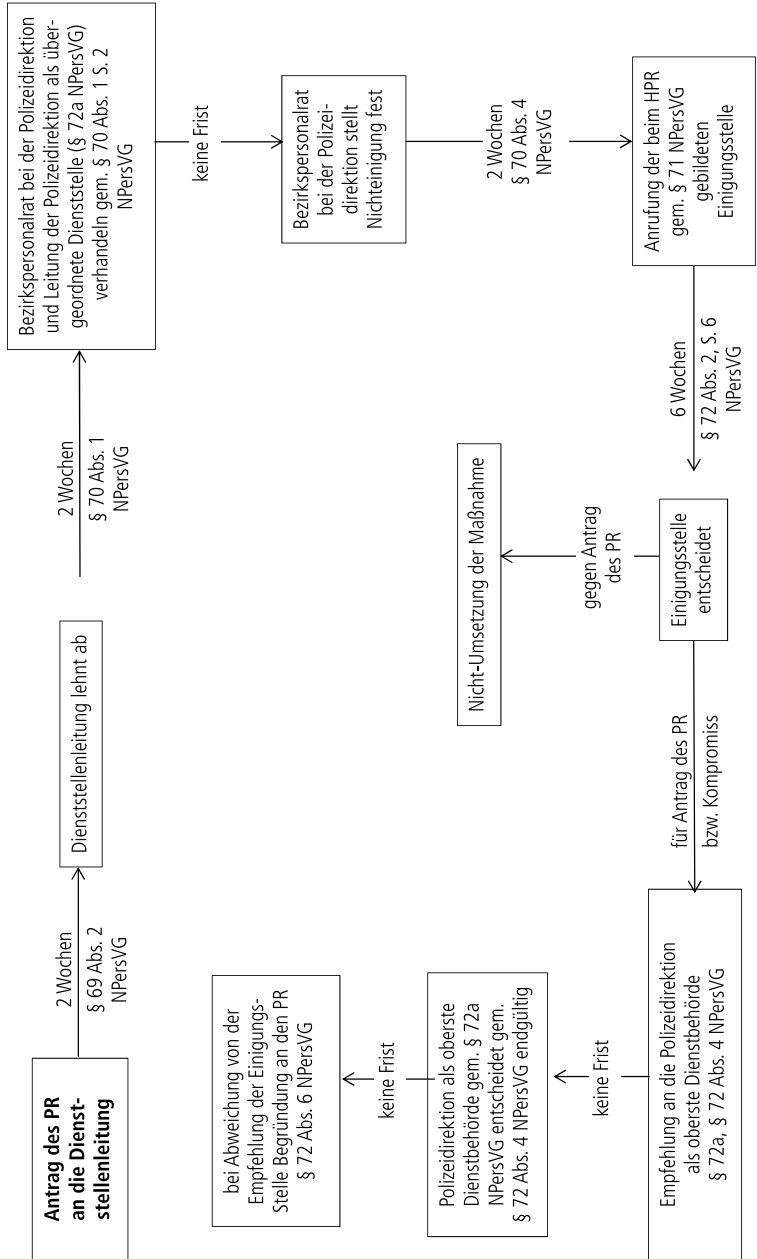 Antrag des PR
an die Dienst-
stellenleitung
2 Wochen
§ 69 Abs. 2
NPersVG
Dienststellenleitung lehnt ab
2 Wochen
§ 70 Abs. 1
NPersVG
Bezirkspersonalrat bei der Polizeidirektion
und Leitung der Polizeidirektion als über-
geordnete Dienststelle (§ 72a NPersVG)
verhandeln gem. § 70 Abs. 1 S. 2
NPersVG
keine Frist
Bezirkspersonalrat
bei der Polizei-
direktion stellt
Nichteinigung fest
2 Wochen
§ 70 Abs. 4
NPersVG
Anrufung der beim HPR
gem. § 71 NPersVG
gebildeten
Einigungsstelle
6 Wochen
§ 72 Abs. 2, S. 6
NPersVG
Einigungsstelle
entscheidet
gegen Antrag
des PR
Nicht-Umsetzung der Maßnahme
für Antrag des PR
bzw. Kompromiss
Empfehlung an die Polizeidirektion
als oberste Dienstbehörde
§ 72a, § 72 Abs. 4 NPersVG
keine Frist
Polizeidirektion als oberste
Dienstbehörde gem. § 72a
NPersVG entscheidet gem.
§ 72 Abs. 4 NPersVG endgültig
keine Frist
bei Abweichung von der
Empfehlung der Einigungs-
Stelle Begründung an den PR
§ 72 Abs. 6 NPersVG